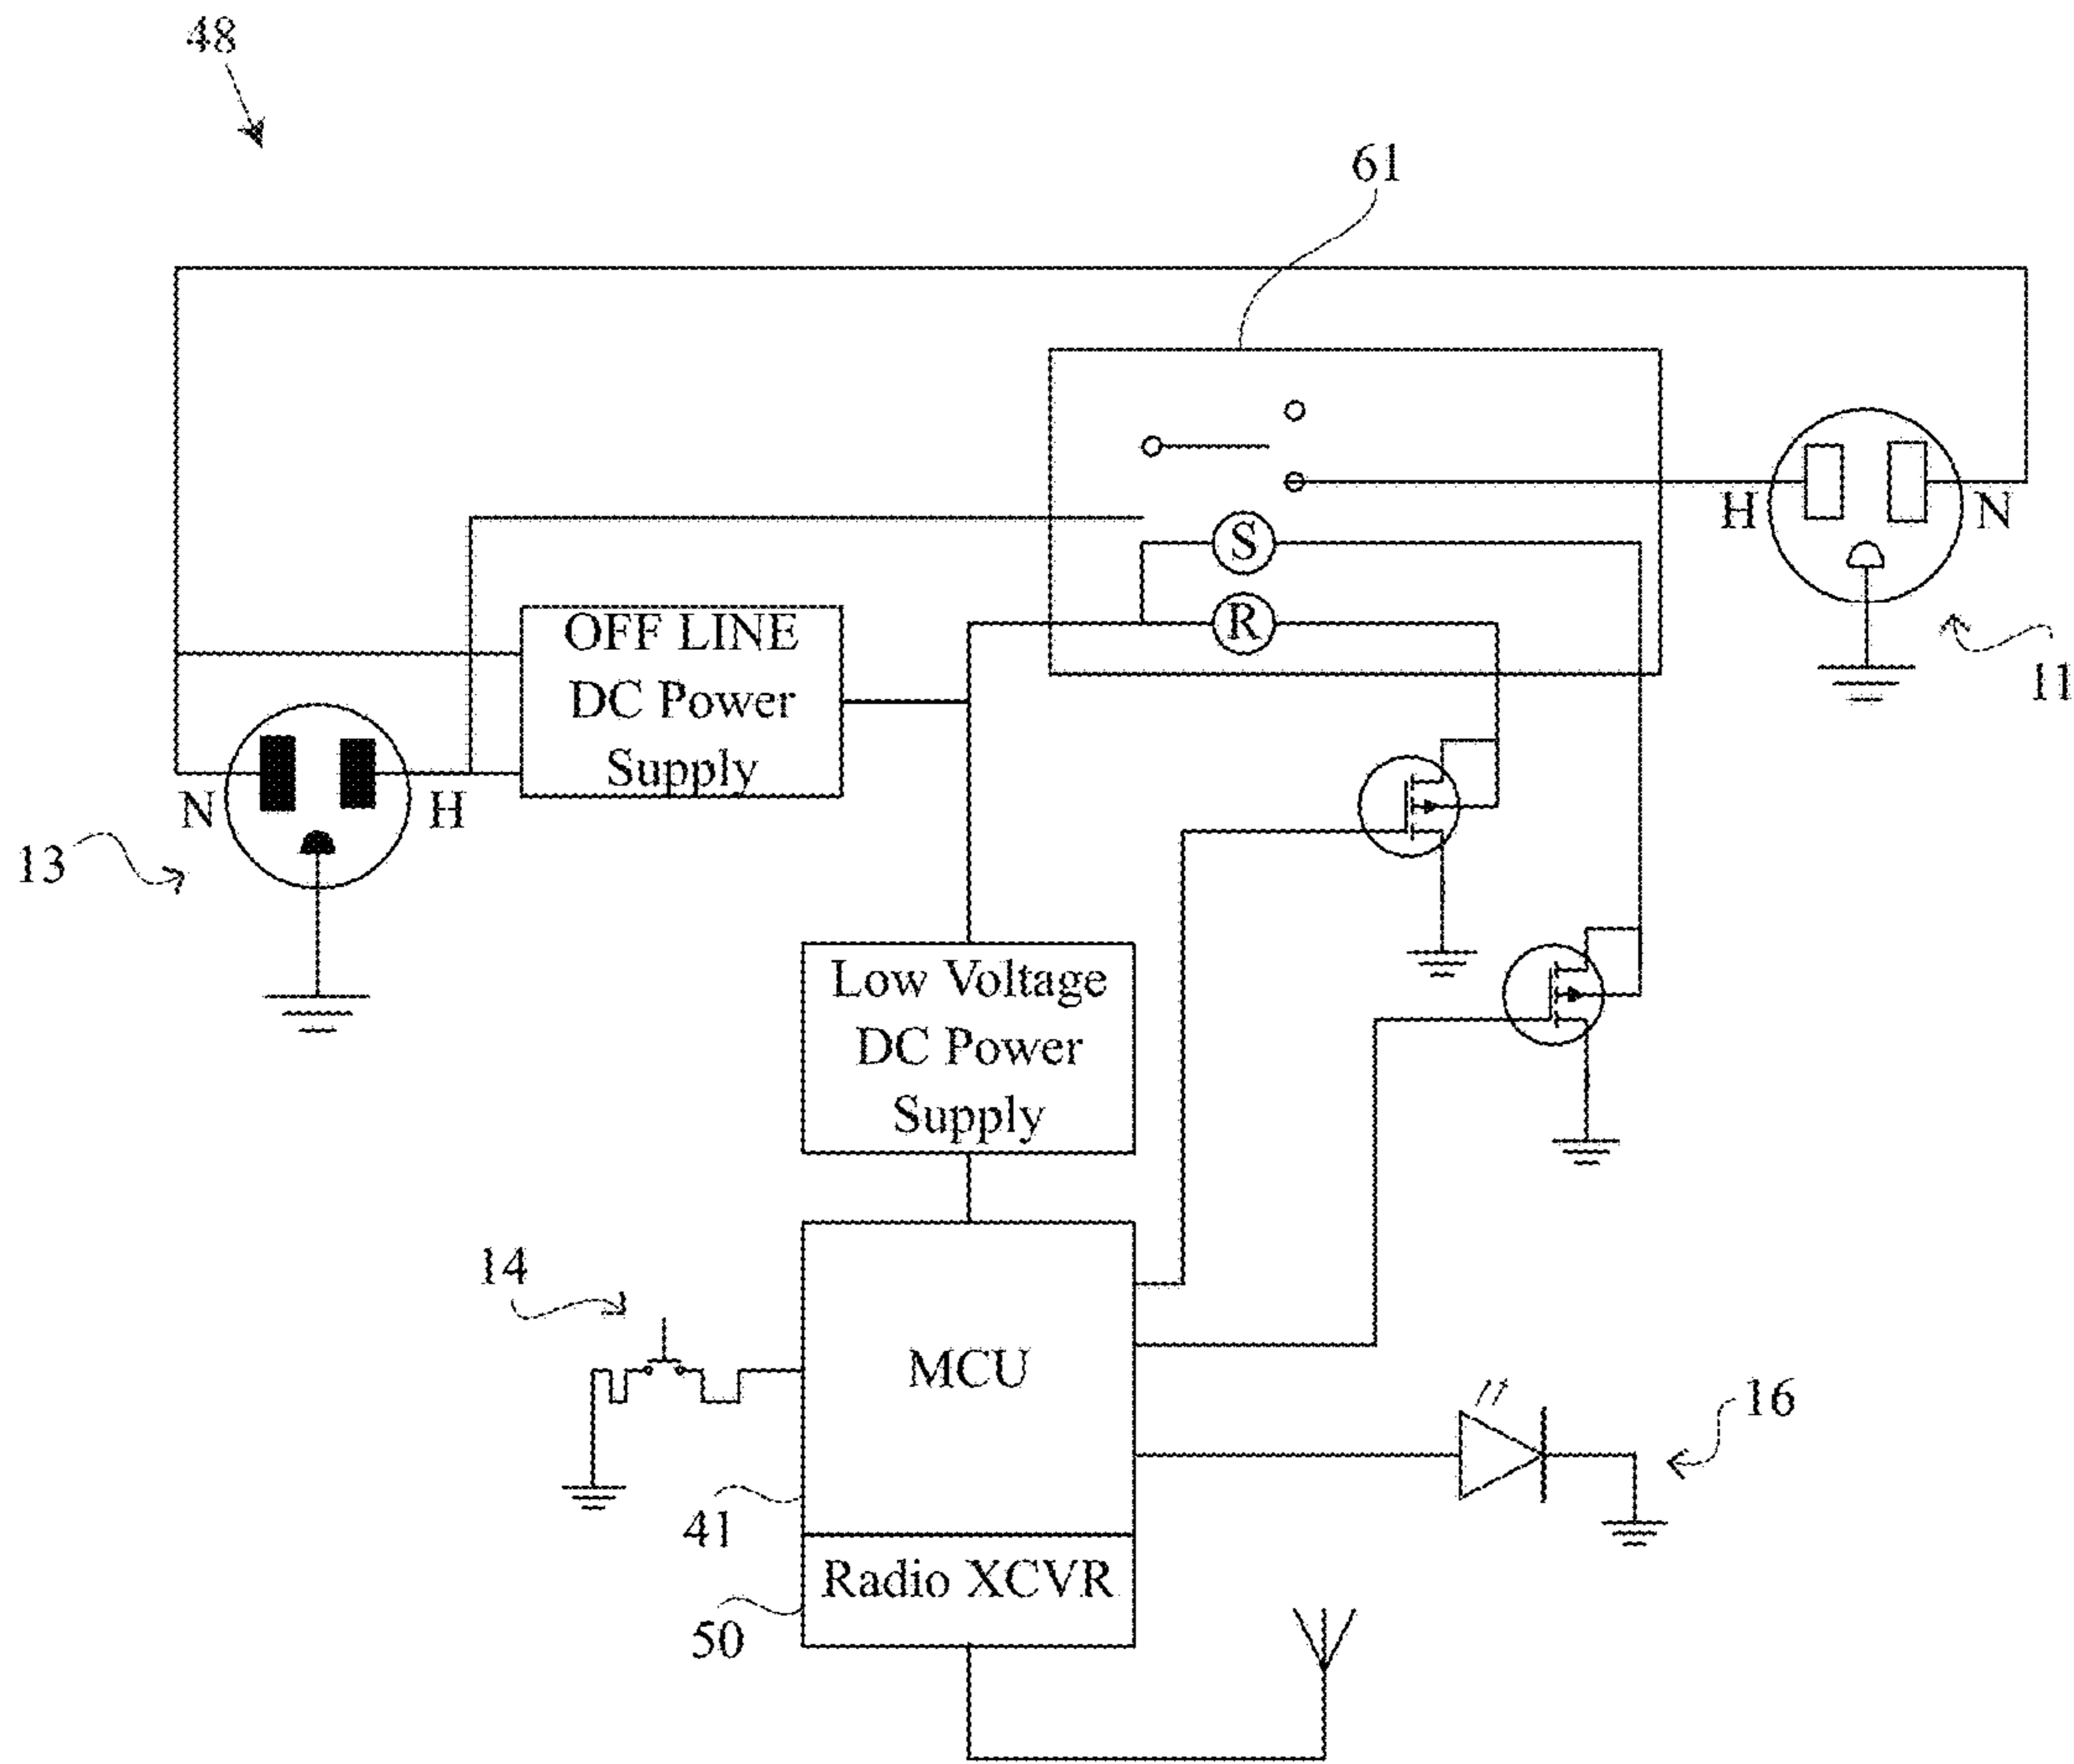 48
61
H
N
S
R
11
OFF LINE
DC Power
Supply
N
H
13
Low Voltage
DC Power
Supply
14
MCU
16
41
Radio XCVR
50